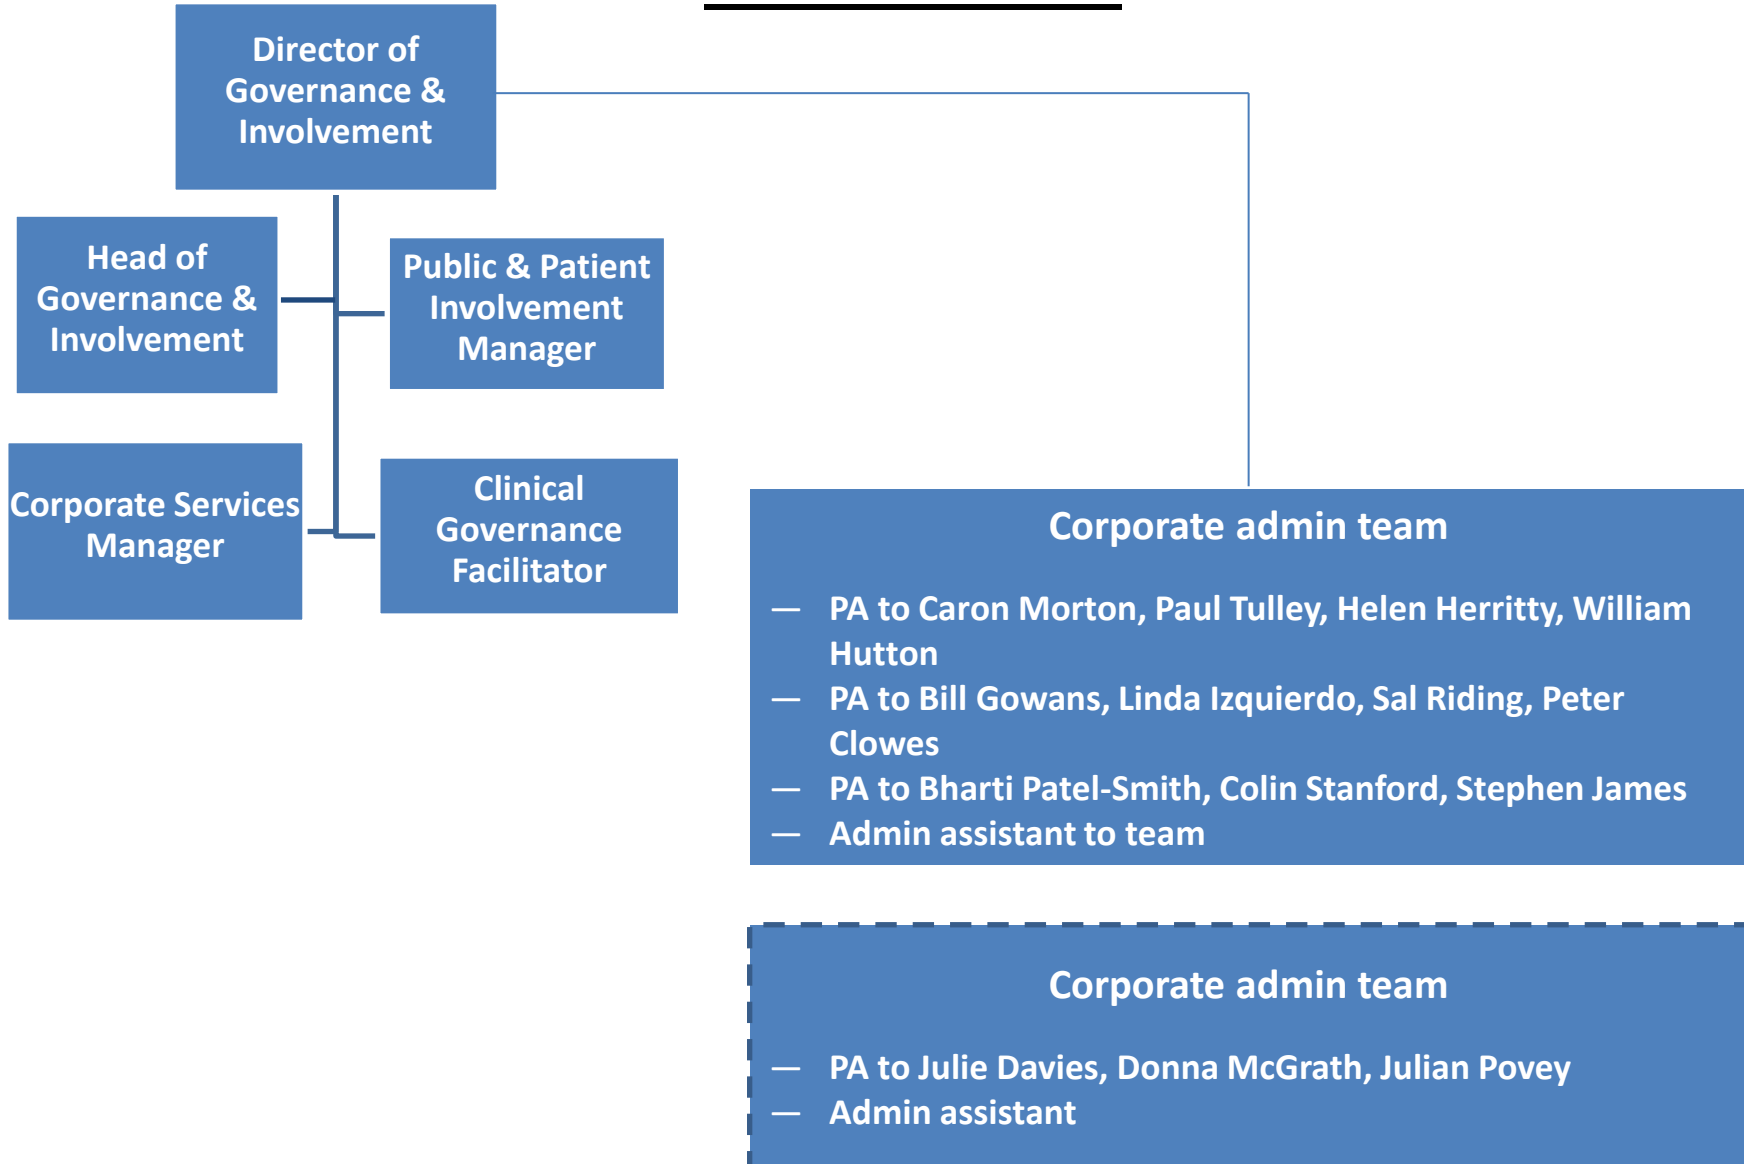 Director of
Governance &
Involvement
Head of
Governance &
Involvement
Public & Patient
Involvement
Manager
Corporate Services
Manager
Clinical
Governance
Facilitator
Corporate admin team
— PA to Caron Morton, Paul Tulley, Helen Herritty, William
Hutton
— PA to Bill Gowans, Linda Izquierdo, Sal Riding, Peter
Clowes
— PA to Bharti Patel-Smith, Colin Stanford, Stephen James
— Admin assistant to team
Corporate admin team
— PA to Julie Davies, Donna McGrath, Julian Povey
— Admin assistant